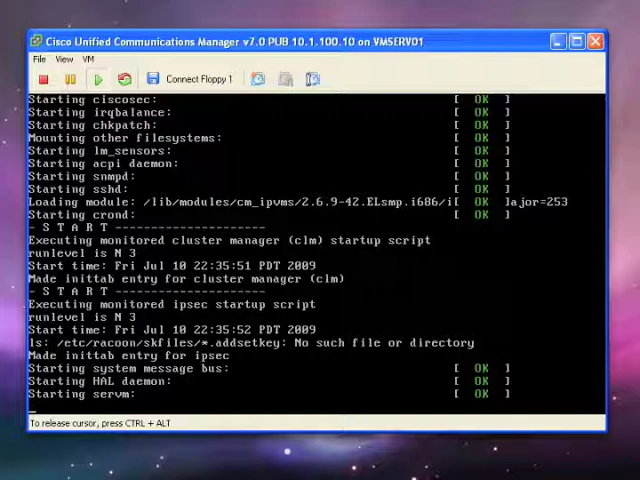 Cisco Unified Communications Manager v7.0 PUB 10.1.100.10 on VMSERV01
File View VM
Connect Floppy 1
Starting ciscosec: [ OK ]
Starting irqbalance: [ OK ]
Starting chkpatch: [ OK ]
Mounting other filesystems: [ OK ]
Starting lm_sensors: [ OK ]
Starting acpi daemon: [ OK ]
Starting snmpd: [ OK ]
Starting sshd: [ OK ]
Loading module: /lib/modules/cm_ipvms/2.6.9-42.ELsmp.i686/i[ OK ]ajor=253
Starting crond: [ OK ]
- S T A R T ---------------------
Executing monitored cluster manager (clm) startup script
runlevel is N 3
Start time: Fri Jul 10 22:35:51 PDT 2009
Made inittab entry for cluster manager (clm)
- S T A R T ---------------------
Executing monitored ipsec startup script
runlevel is N 3
Start time: Fri Jul 10 22:35:52 PDT 2009
ls: /etc/racoon/skfiles/*.addsetkey: No such file or directory
Made inittab entry for ipsec
Starting system message bus: [ OK ]
Starting HAL daemon: [ OK ]
Starting servm: [ OK ]
To release cursor, press CTRL + ALT